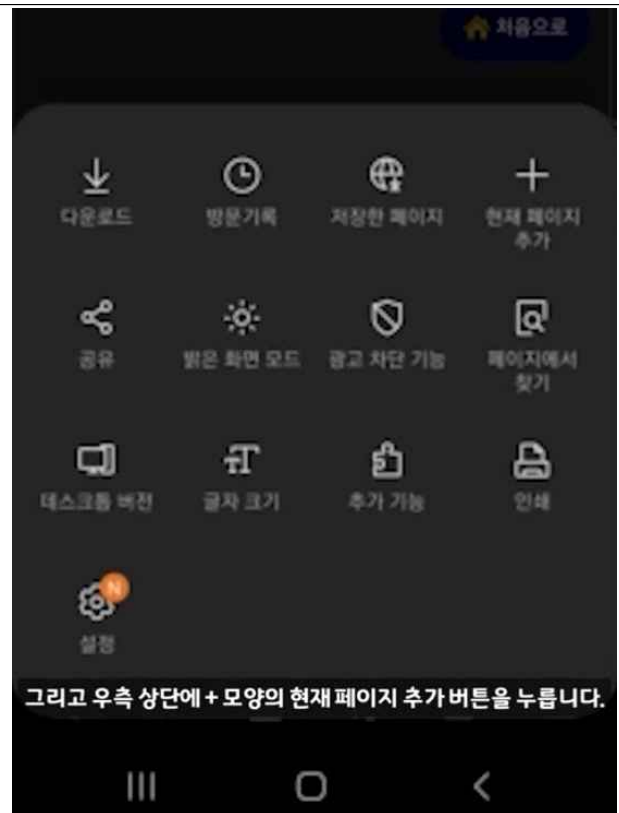 처음으로
다운로드
방문기록
저장한 페이지
현재 페이지
추가
공유
밝은 화면 모드
광고 차단 기능
페이지에서
찾기
데스크톱 버전
글자 크기
추가 기능
인쇄
N
설정
그리고 우측 상단에 + 모양의 현재 페이지 추가 버튼을 누릅니다.